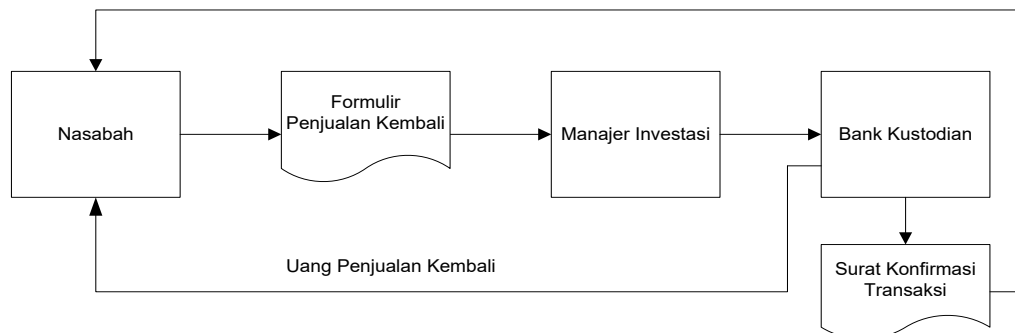 Nasabah
Formulir
Penjualan Kembali
Manajer Investasi
Bank Kustodian
Uang Penjualan Kembali
Surat Konfirmasi
Transaksi